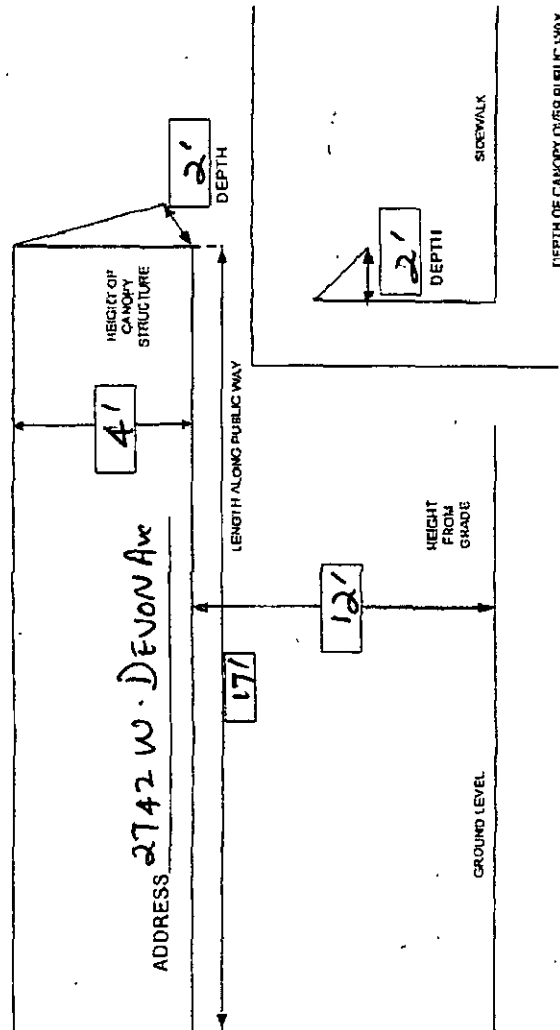 ADDRESS 2742 W. DEVON Ave
4'
HEIGHT OF
CANOPY
STRUCTURE
2'
DEPTH
LENGTH ALONG PUBLIC WAY
17'
12'
HEIGHT
FROM
GRADE
GROUND LEVEL
2'
DEPTH
SIDEWALK
DEPTH OF CANOPY OVER PUBLIC WAY